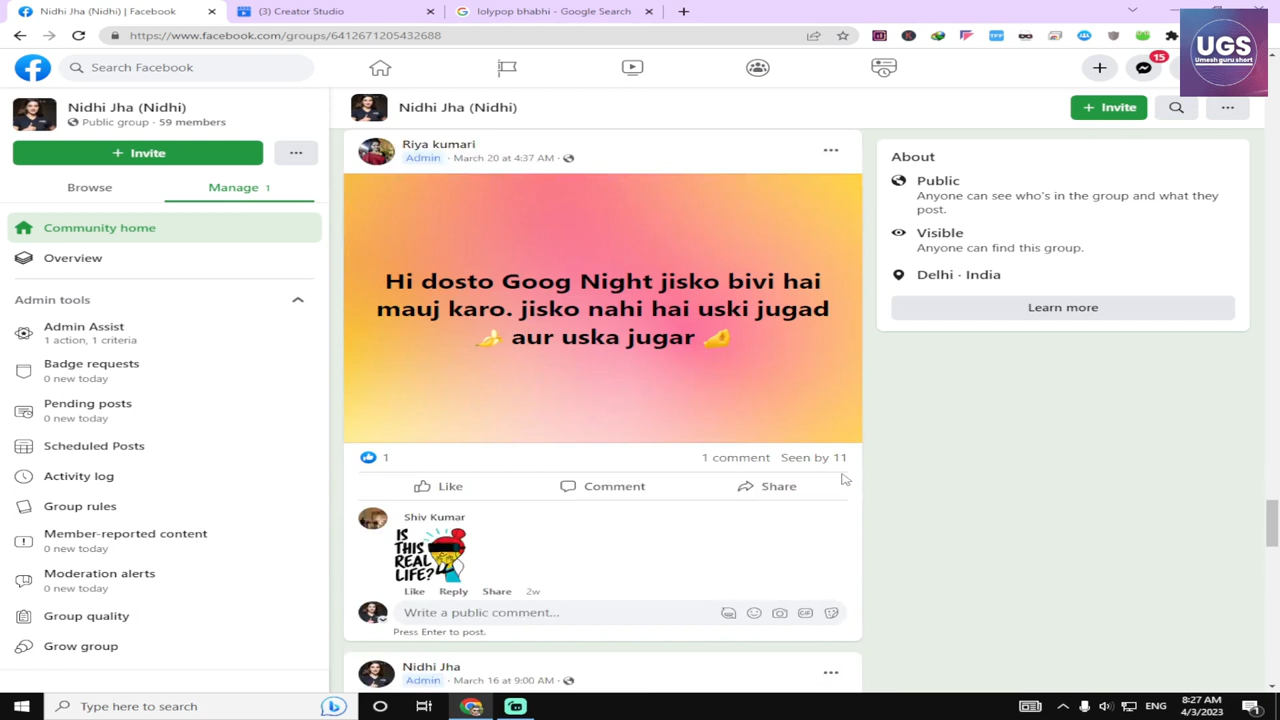 Nidhi Jha (Nidhi) | Facebook
(3) Creator Studio
lolypop bhabhi - Google Search
https://www.facebook.com/groups/6412671205432688
UGS
Umesh guru short
Search Facebook
15
Nidhi Jha (Nidhi)
Public group · 59 members
+ Invite
Browse
Manage 1
Community home
Overview
Admin tools
Admin Assist
1 action, 1 criteria
Badge requests
0 new today
Pending posts
0 new today
Scheduled Posts
Activity log
Group rules
Member-reported content
0 new today
Moderation alerts
0 new today
Group quality
Grow group
Nidhi Jha (Nidhi)
+ Invite
Riya kumari
Admin · March 20 at 4:37 AM ·
Hi dosto Goog Night jisko bivi hai
mauj karo. jisko nahi hai uski jugad
🍌 aur uska jugar 🤏
1
1 comment Seen by 11
Like Comment Share
Shiv Kumar
IS
THIS
REAL
LIFE?
Like Reply Share 2w
Write a public comment...
GIF
Press Enter to post.
Nidhi Jha
Admin · March 16 at 9:00 AM ·
About
Public
Anyone can see who's in the group and what they
post.
Visible
Anyone can find this group.
Delhi · India
Learn more
Type here to search
ENG
8:27 AM
4/3/2023
1